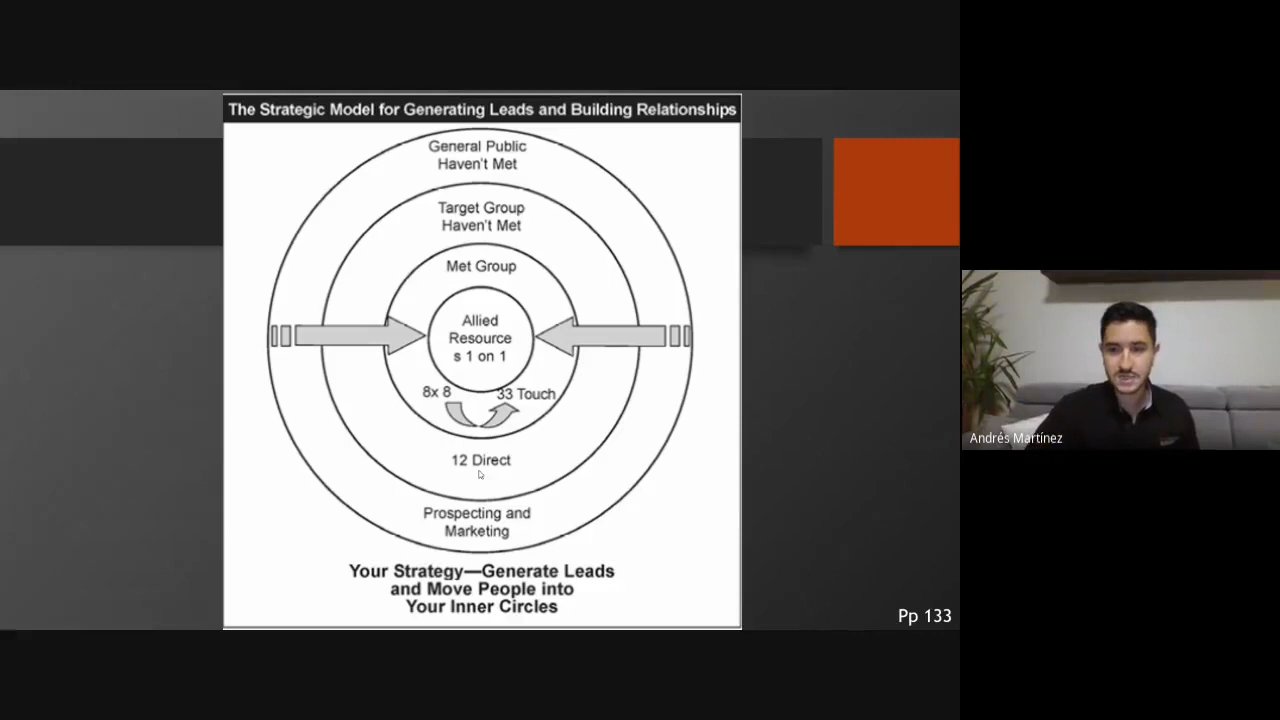 The Strategic Model for Generating Leads and Building Relationships
General Public
Haven't Met
Target Group
Haven't Met
Met Group
Allied
Resource
s 1 on 1
8x 8
33 Touch
12 Direct
Prospecting and
Marketing
Your Strategy—Generate Leads
and Move People into
Your Inner Circles
Pp 133
Andrés Martínez